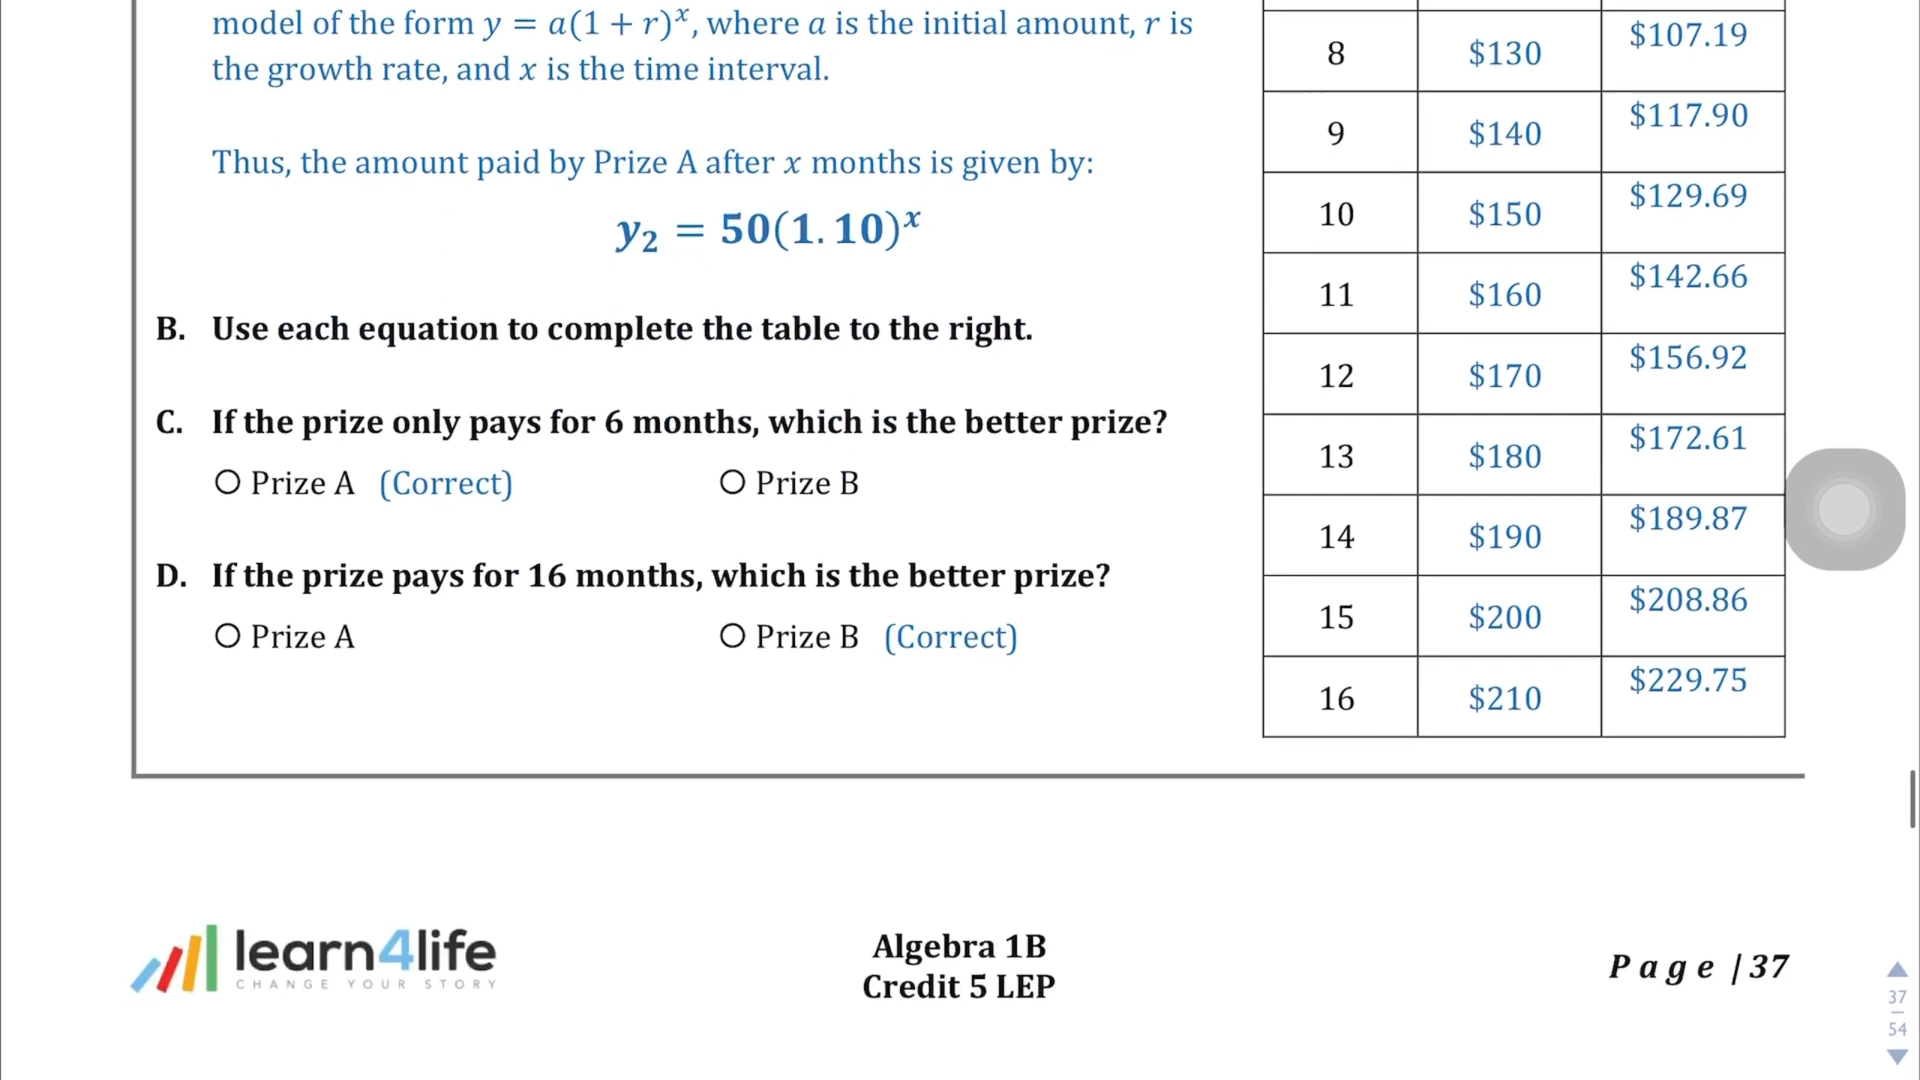 model of the form y = a(1 + r)^x, where a is the initial amount, r is
the growth rate, and x is the time interval.
Thus, the amount paid by Prize A after x months is given by:
y₂ = 50(1.10)^x
B. Use each equation to complete the table to the right.
C. If the prize only pays for 6 months, which is the better prize?
Prize A (Correct) Prize B
D. If the prize pays for 16 months, which is the better prize?
Prize A Prize B (Correct)
8 $130 $107.19
9 $140 $117.90
10 $150 $129.69
11 $160 $142.66
12 $170 $156.92
13 $180 $172.61
14 $190 $189.87
15 $200 $208.86
16 $210 $229.75
learn4life
CHANGE YOUR STORY
Algebra 1B
Credit 5 LEP
Page | 37
37
54